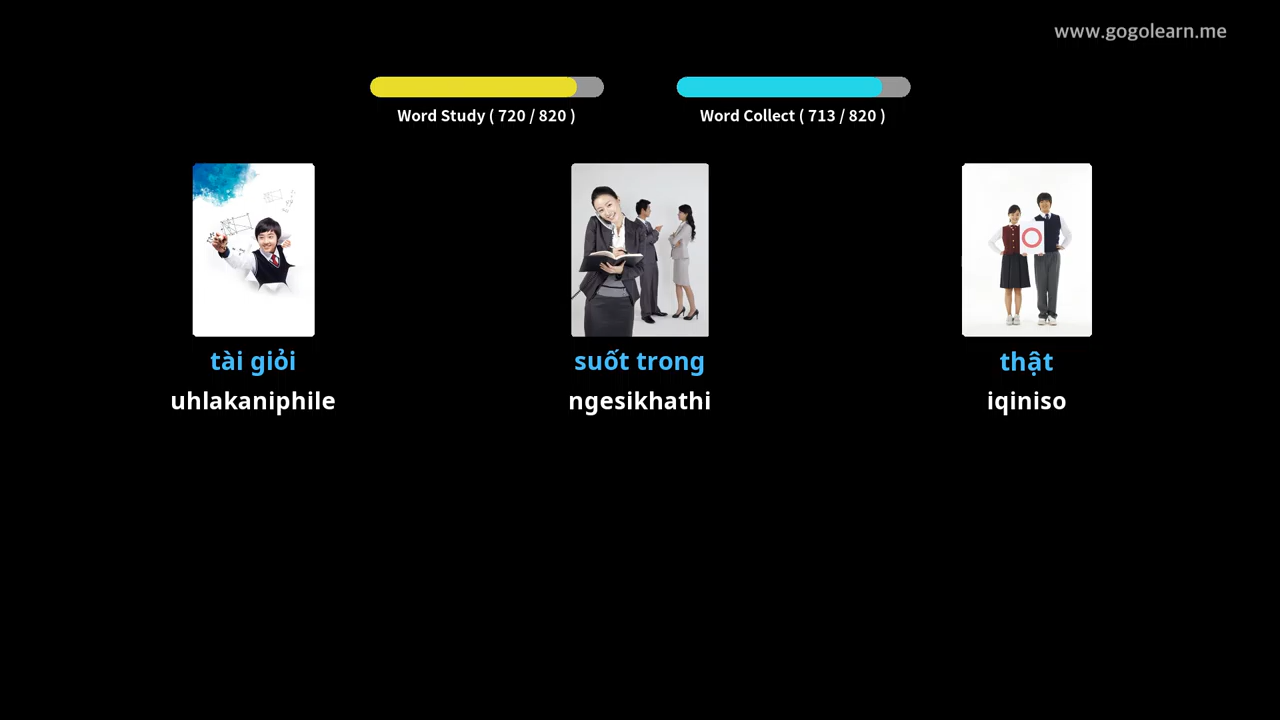 www.gogolearn.me
Word Study ( 720 / 820 )
Word Collect ( 713 / 820 )
tài giỏi
suốt trong
thật
uhlakaniphile
ngesikhathi
iqiniso